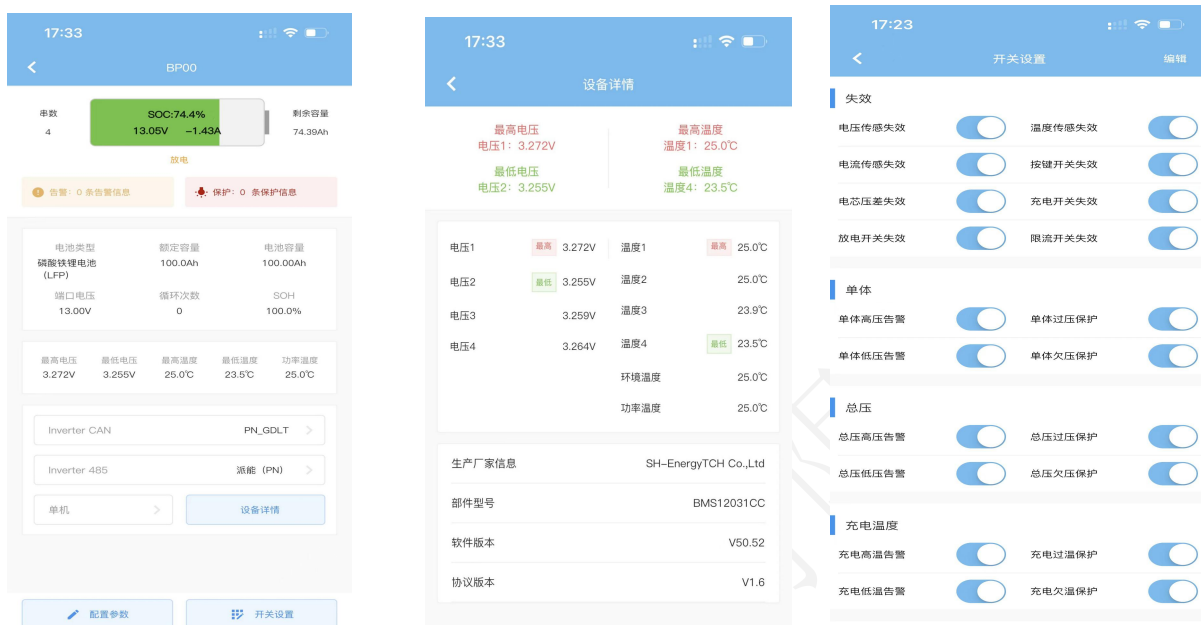 17:33
BP00
串数
4
SOC:74.4%
13.05V -1.43A
剩余容量
74.39Ah
放电
告警：0 条告警信息
保护：0 条保护信息
电池类型
额定容量
电池容量
磷酸铁锂电池
(LFP)
100.0Ah
100.00Ah
端口电压
循环次数
SOH
13.00V
0
100.0%
最高电压
最低电压
最高温度
最低温度
功率温度
3.272V
3.255V
25.0℃
23.5℃
25.0℃
Inverter CAN
PN_GDLT
Inverter 485
派能（PN）
单机
设备详情
配置参数
开关设置
17:33
设备详情
最高电压
电压1：3.272V
最高温度
温度1：25.0℃
最低电压
电压2：3.255V
最低温度
温度4：23.5℃
电压1 最高 3.272V
温度1 最高 25.0℃
电压2 最低 3.255V
温度2 25.0℃
电压3 3.259V
温度3 23.9℃
电压4 3.264V
温度4 最低 23.5℃
环境温度 25.0℃
功率温度 25.0℃
生产厂家信息 SH-EnergyTCH Co.,Ltd
部件型号 BMS12031CC
软件版本 V50.52
协议版本 V1.6
17:23
开关设置
编辑
失效
电压传感失效 温度传感失效
电流传感失效 按键开关失效
电芯压差失效 充电开关失效
放电开关失效 限流开关失效
单体
单体高压告警 单体过压保护
单体低压告警 单体欠压保护
总压
总压高压告警 总压过压保护
总压低压告警 总压欠压保护
充电温度
充电高温告警 充电过温保护
充电低温告警 充电欠温保护